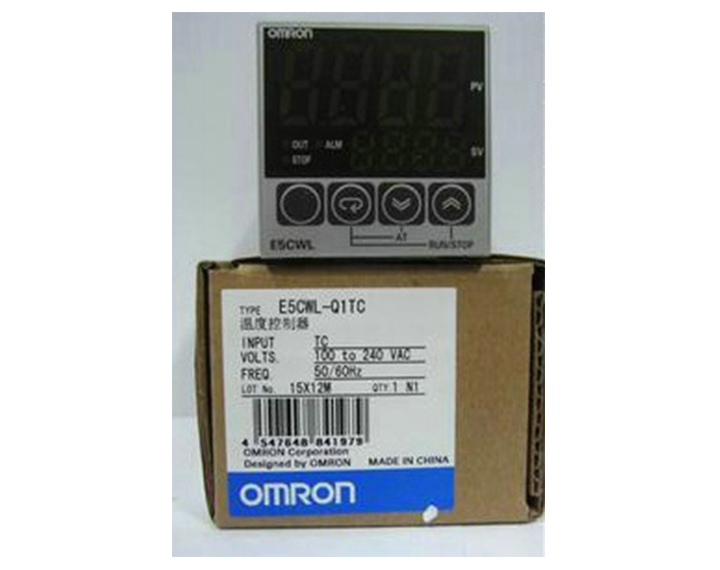 OMRON
PV
OUT ALM
STOP
SV
E5CWL
AT
RUN/STOP
TYPE E5CWL-Q1TC
温度控制器
INPUT TC
VOLTS. 100 to 240 VAC
FREQ. 50/60Hz
LOT No. 15X12M QTY 1 N1
4 547648 841979
OMRON Corporation
Designed by OMRON MADE IN CHINA
OMRON